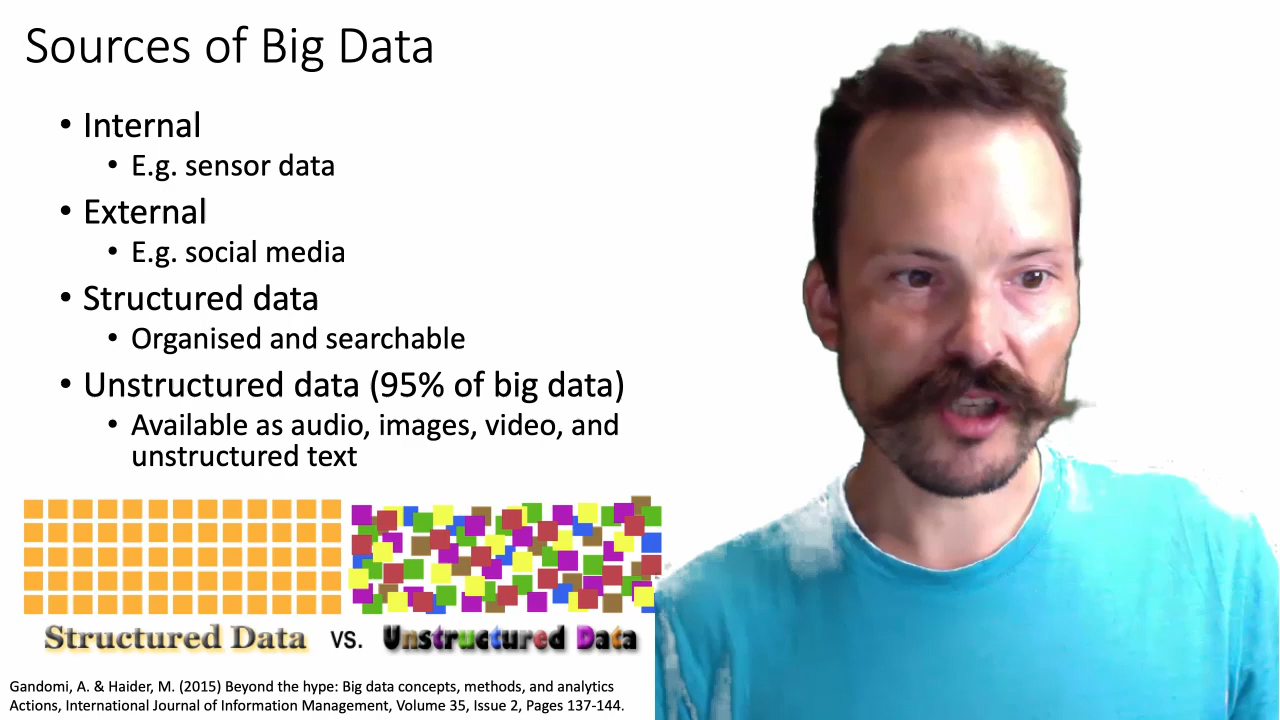 Sources of Big Data
• Internal
• E.g. sensor data
• External
• E.g. social media
• Structured data
• Organised and searchable
• Unstructured data (95% of big data)
• Available as audio, images, video, and
unstructured text
Structured Data vs. Unstructured Data
Gandomi, A. & Haider, M. (2015) Beyond the hype: Big data concepts, methods, and analytics
Actions, International Journal of Information Management, Volume 35, Issue 2, Pages 137-144.